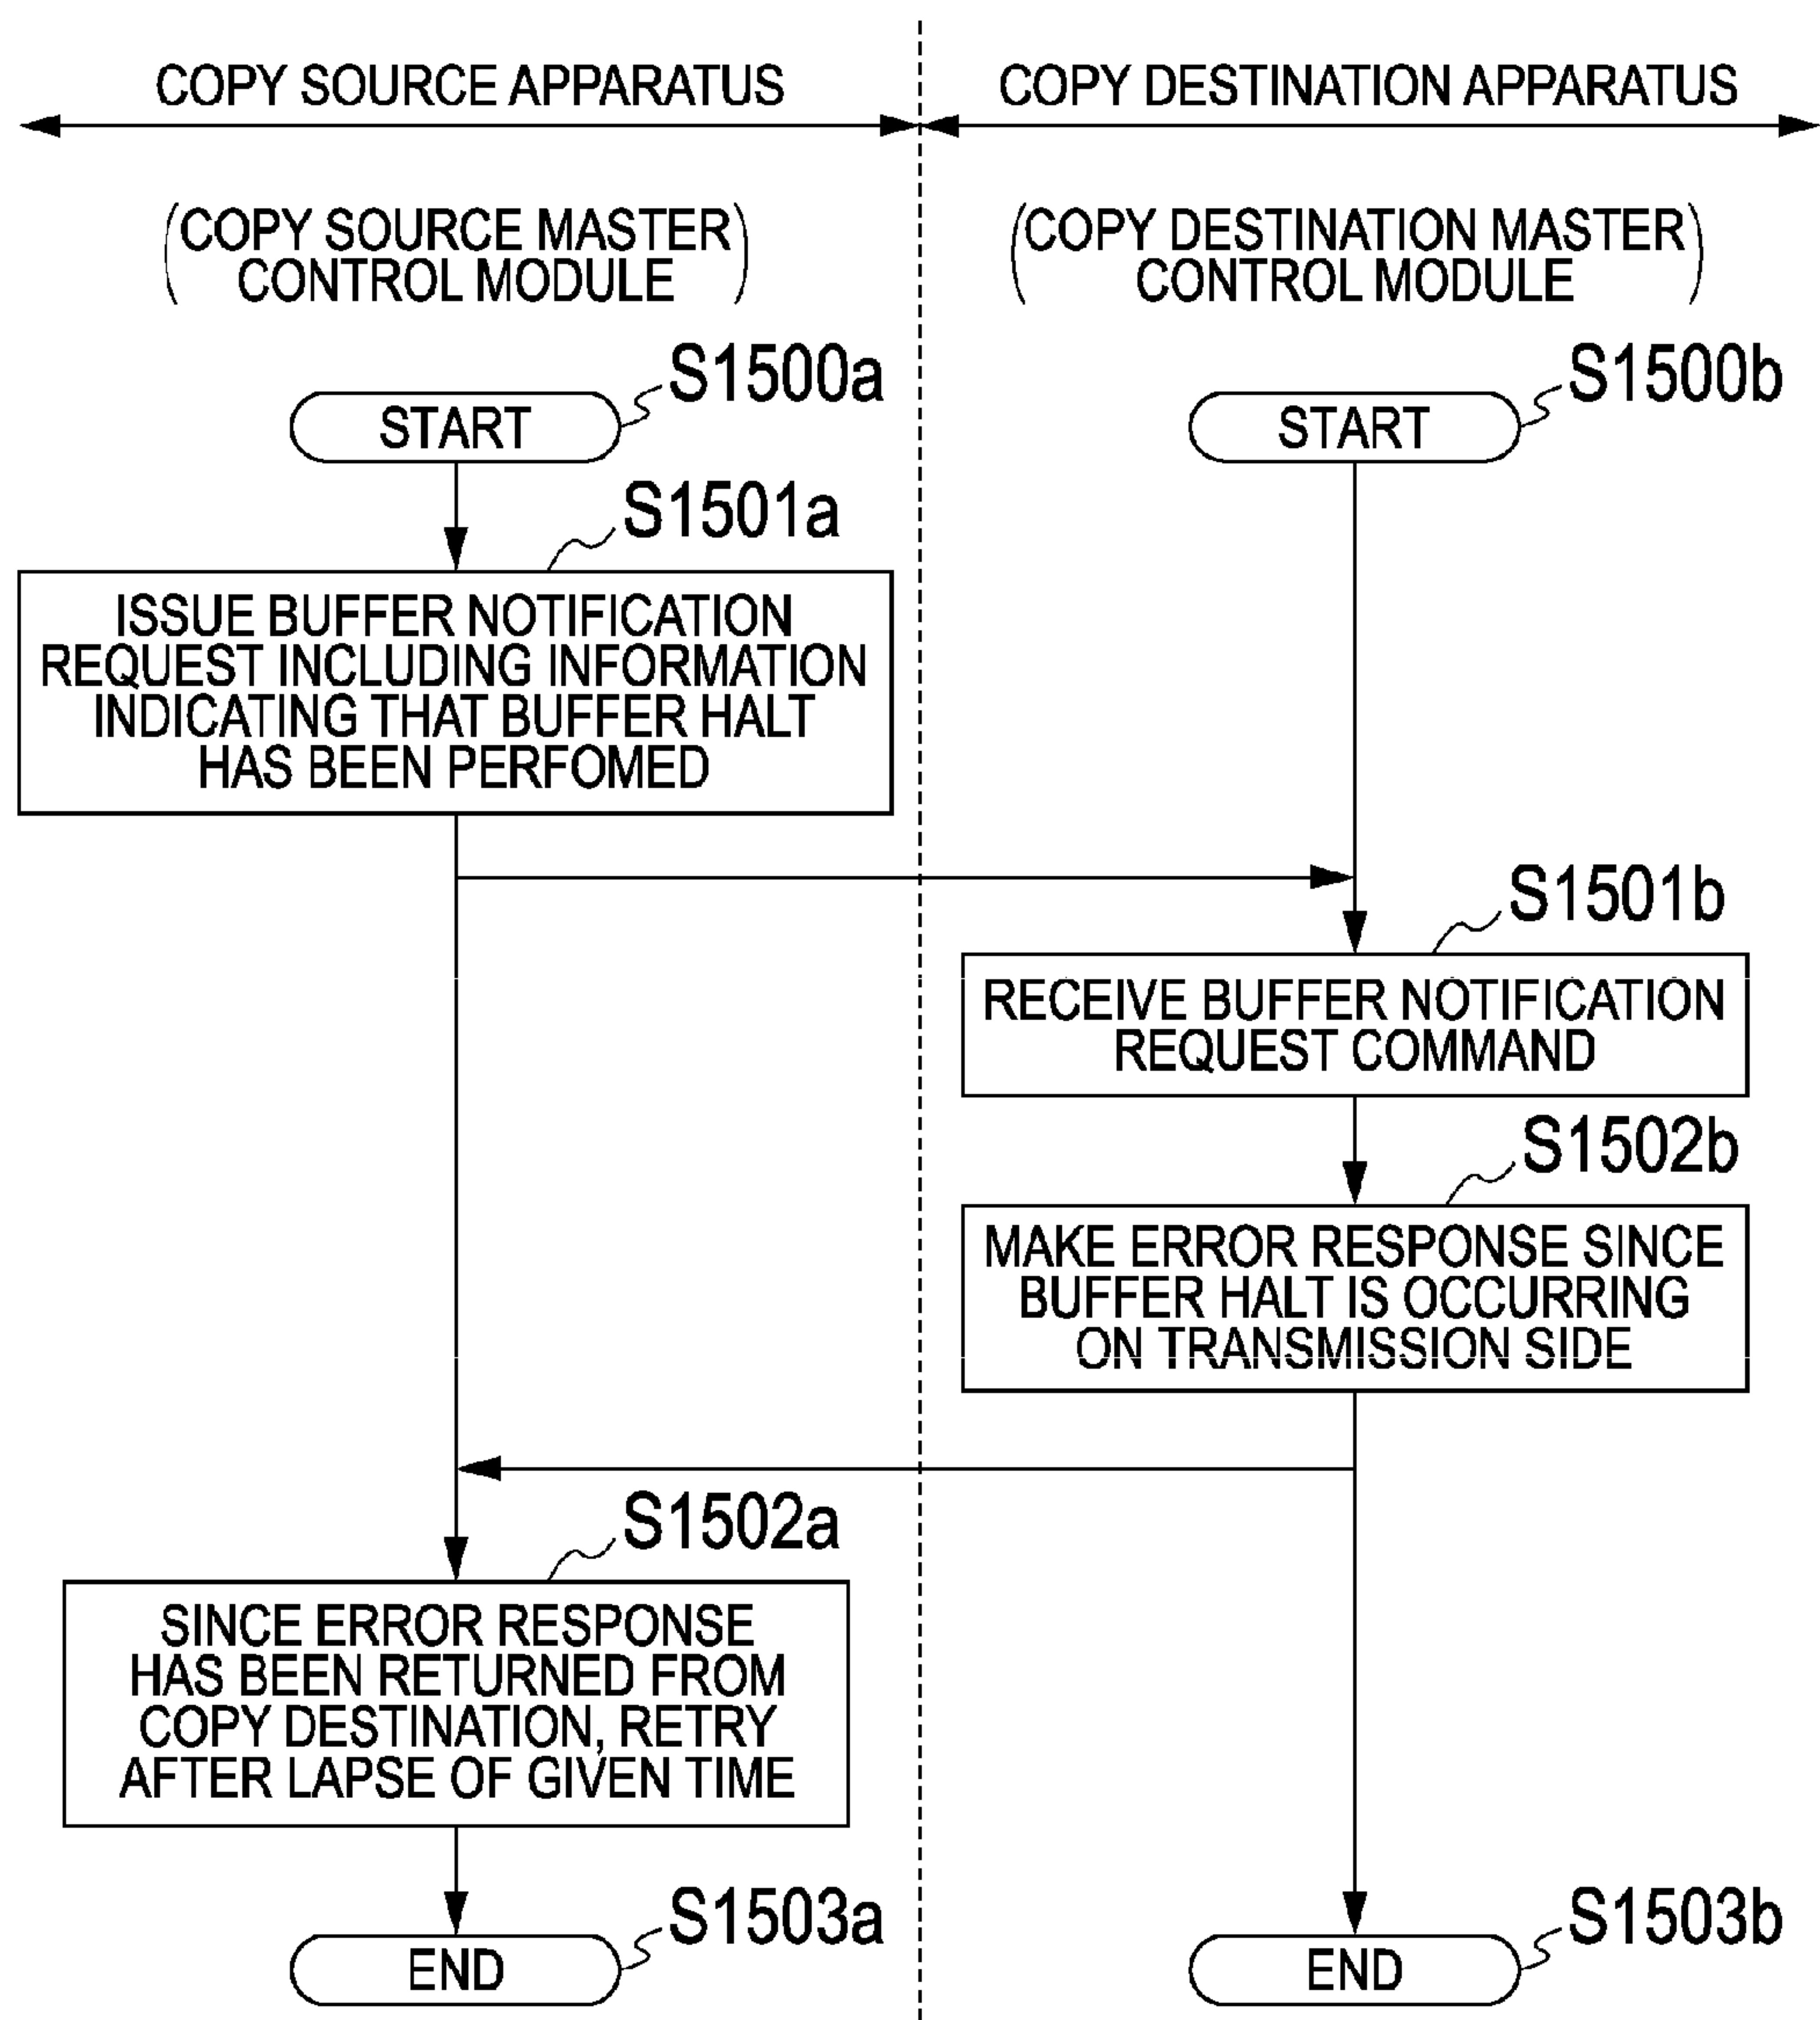 COPY SOURCE APPARATUS
COPY DESTINATION APPARATUS
(COPY SOURCE MASTER
CONTROL MODULE)
(COPY DESTINATION MASTER
CONTROL MODULE)
S1500a
START
S1500b
START
S1501a
ISSUE BUFFER NOTIFICATION
REQUEST INCLUDING INFORMATION
INDICATING THAT BUFFER HALT
HAS BEEN PERFOMED
S1501b
RECEIVE BUFFER NOTIFICATION
REQUEST COMMAND
S1502b
MAKE ERROR RESPONSE SINCE
BUFFER HALT IS OCCURRING
ON TRANSMISSION SIDE
S1502a
SINCE ERROR RESPONSE
HAS BEEN RETURNED FROM
COPY DESTINATION, RETRY
AFTER LAPSE OF GIVEN TIME
S1503a
END
S1503b
END